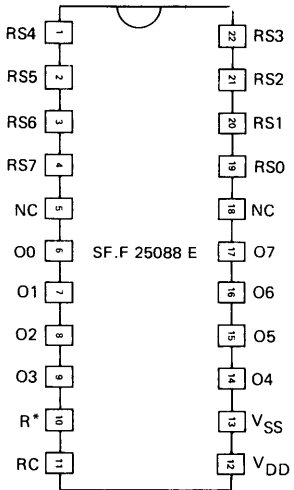 RS4 1 22 RS3
RS5 2 21 RS2
RS6 3 20 RS1
RS7 4 19 RS0
NC 5 18 NC
O0 6 SF.F 25088 E 17 O7
O1 7 16 O6
O2 8 15 O5
O3 9 14 O4
R* 10 13 VSS
RC 11 12 VDD